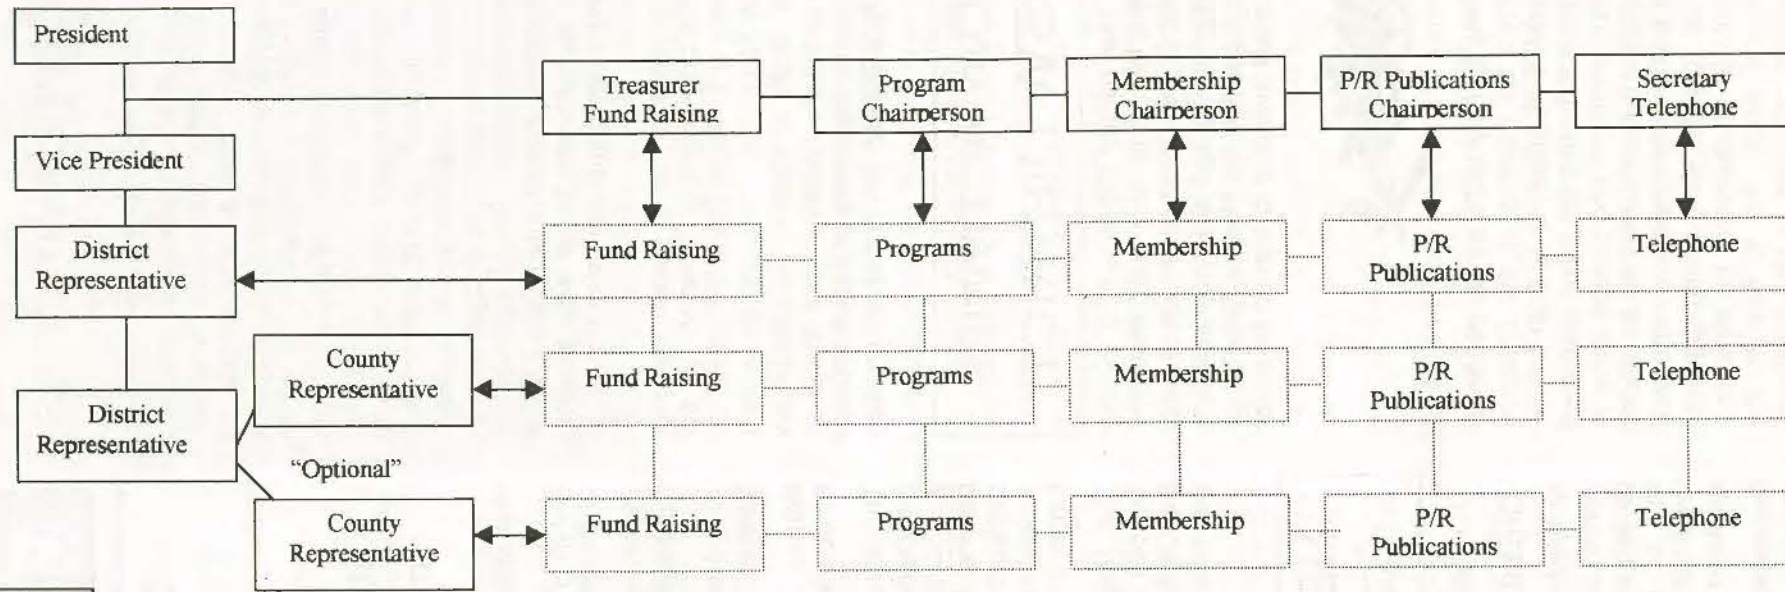 President
Treasurer
Fund Raising
Program
Chairperson
Membership
Chairperson
P/R Publications
Chairperson
Secretary
Telephone
Vice President
District
Representative
Fund Raising
Programs
Membership
P/R
Publications
Telephone
District
Representative
County
Representative
Fund Raising
Programs
Membership
P/R
Publications
Telephone
“Optional”
County
Representative
Fund Raising
Programs
Membership
P/R
Publications
Telephone